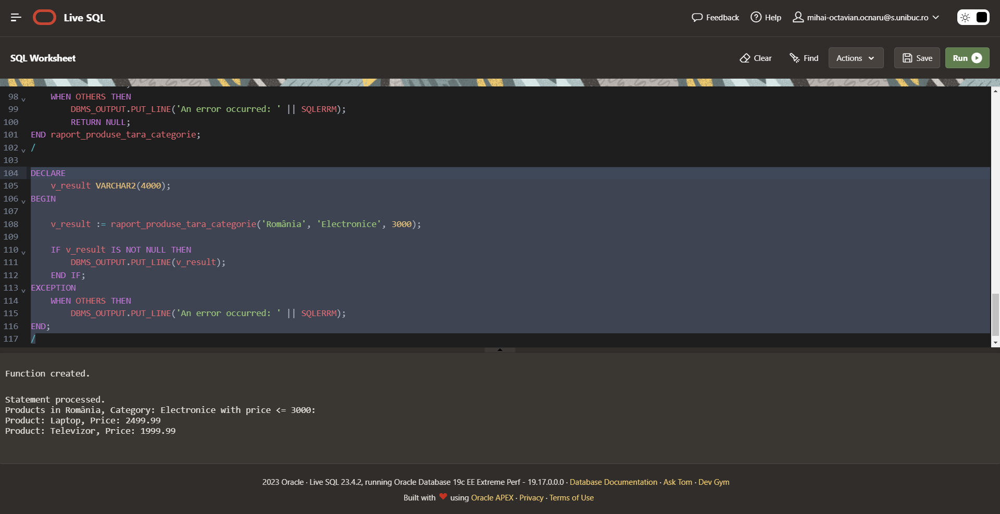 Live SQL
Feedback
Help
mihai-octavian.ocnaru@s.unibuc.ro
SQL Worksheet
Clear
Find
Actions
Save
Run
98     WHEN OTHERS THEN
99         DBMS_OUTPUT.PUT_LINE('An error occurred: ' || SQLERRM);
100         RETURN NULL;
101 END raport_produse_tara_categorie;
102 /
103
104 DECLARE
105     v_result VARCHAR2(4000);
106 BEGIN
107
108     v_result := raport_produse_tara_categorie('România', 'Electronice', 3000);
109
110     IF v_result IS NOT NULL THEN
111         DBMS_OUTPUT.PUT_LINE(v_result);
112     END IF;
113 EXCEPTION
114     WHEN OTHERS THEN
115         DBMS_OUTPUT.PUT_LINE('An error occurred: ' || SQLERRM);
116 END;
117 /
Function created.
Statement processed.
Products in România, Category: Electronice with price <= 3000:
Product: Laptop, Price: 2499.99
Product: Televizor, Price: 1999.99
2023 Oracle · Live SQL 23.4.2, running Oracle Database 19c EE Extreme Perf - 19.17.0.0.0 · Database Documentation · Ask Tom · Dev Gym
Built with ❤ using Oracle APEX · Privacy · Terms of Use